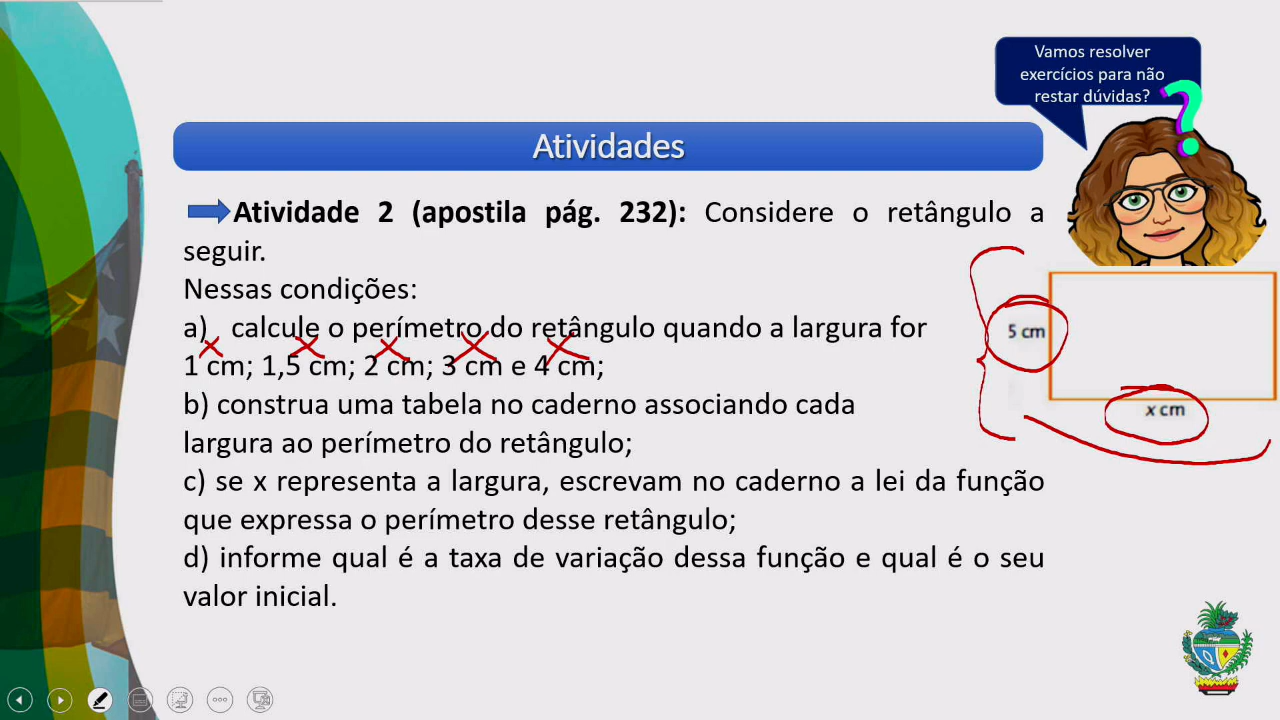 Vamos resolver
exercícios para não
restar dúvidas?
Atividades
Atividade 2 (apostila pág. 232): Considere o retângulo a
seguir.
Nessas condições:
a) calcule o perímetro do retângulo quando a largura for
1 cm; 1,5 cm; 2 cm; 3 cm e 4 cm;
b) construa uma tabela no caderno associando cada
largura ao perímetro do retângulo;
c) se x representa a largura, escrevam no caderno a lei da função
que expressa o perímetro desse retângulo;
d) informe qual é a taxa de variação dessa função e qual é o seu
valor inicial.
5 cm
x cm